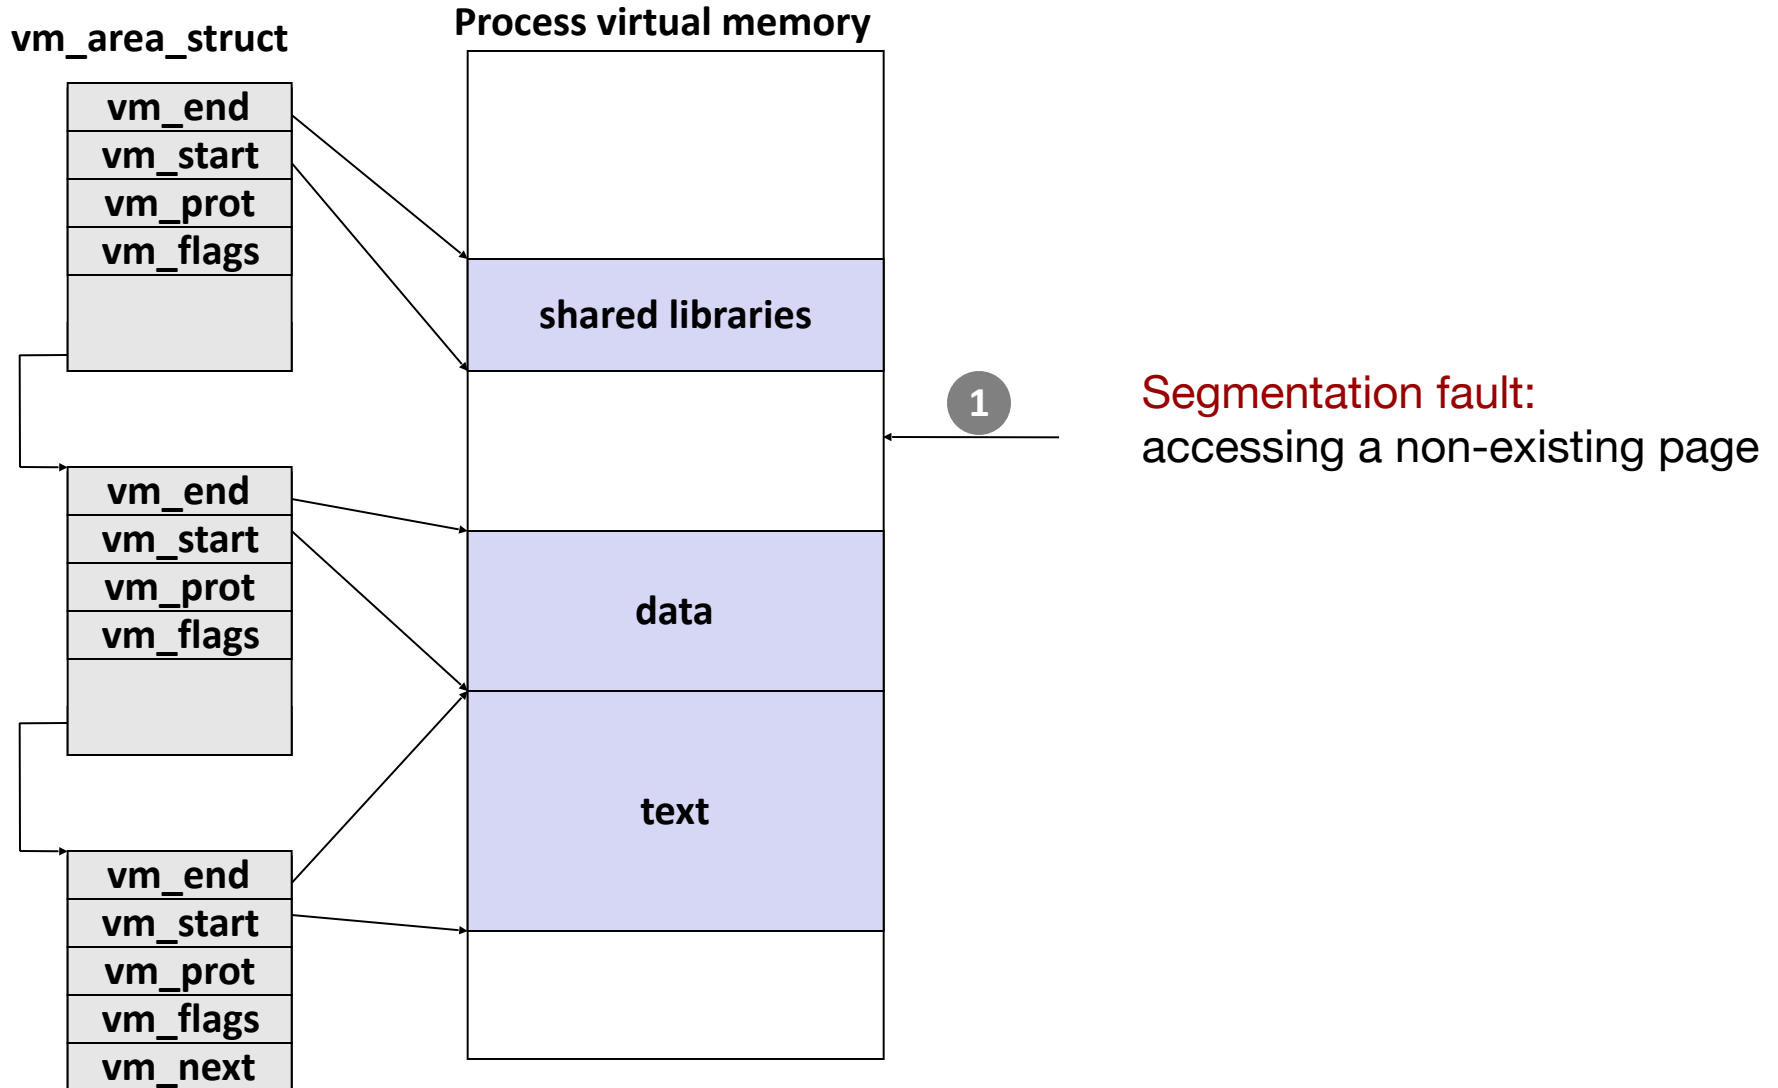 Process virtual memory
vm_area_struct
vm_end
vm_start
vm_prot
vm_flags
shared libraries
1
Segmentation fault:
accessing a non-existing page
vm_end
vm_start
vm_prot
vm_flags
data
text
vm_end
vm_start
vm_prot
vm_flags
vm_next